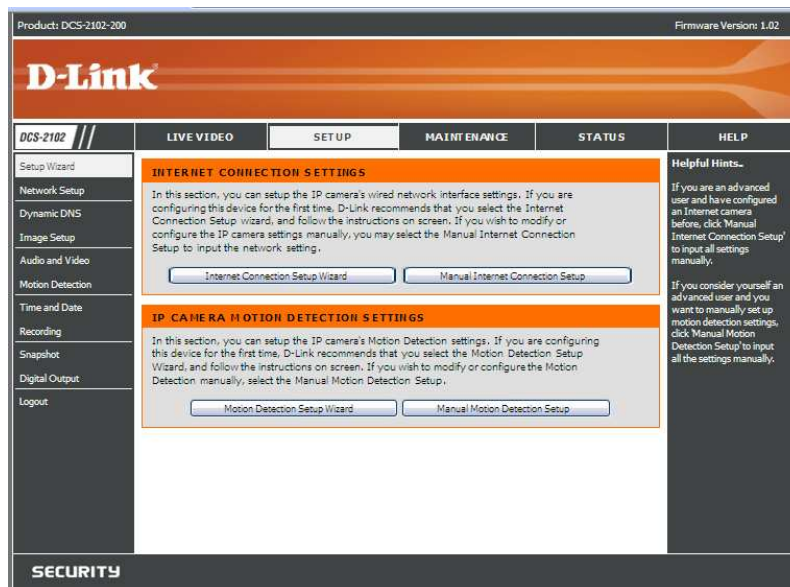 Product: DCS-2102-200
Firmware Version: 1.02
D-Link
DCS-2102
LIVE VIDEO
SETUP
MAINTENANCE
STATUS
HELP
Setup Wizard
Network Setup
Dynamic DNS
Image Setup
Audio and Video
Motion Detection
Time and Date
Recording
Snapshot
Digital Output
Logout
INTERNET CONNECTION SETTINGS
In this section, you can setup the IP camera's wired network interface settings. If you are
configuring this device for the first time, D-Link recommends that you select the Internet
Connection Setup wizard, and follow the instructions on screen. If you wish to modify or
configure the IP camera settings manually, you may select the Manual Internet Connection
Setup to input the network setting.
Internet Connection Setup Wizard
Manual Internet Connection Setup
IP CAMERA MOTION DETECTION SETTINGS
In this section, you can setup the IP camera's Motion Detection settings. If you are configuring
this device for the first time, D-Link recommends that you select the Motion Detection Setup
Wizard, and follow the instructions on screen. If you wish to modify or configure the Motion
Detection manually, select the Manual Motion Detection Setup.
Motion Detection Setup Wizard
Manual Motion Detection Setup
Helpful Hints..
If you are an advanced
user and have configured
an Internet camera
before, click 'Manual
Internet Connection Setup'
to input all settings
manually.
If you consider yourself an
advanced user and you
want to manually set up
motion detection settings,
click 'Manual Motion
Detection Setup' to input
all the settings manually.
SECURITY